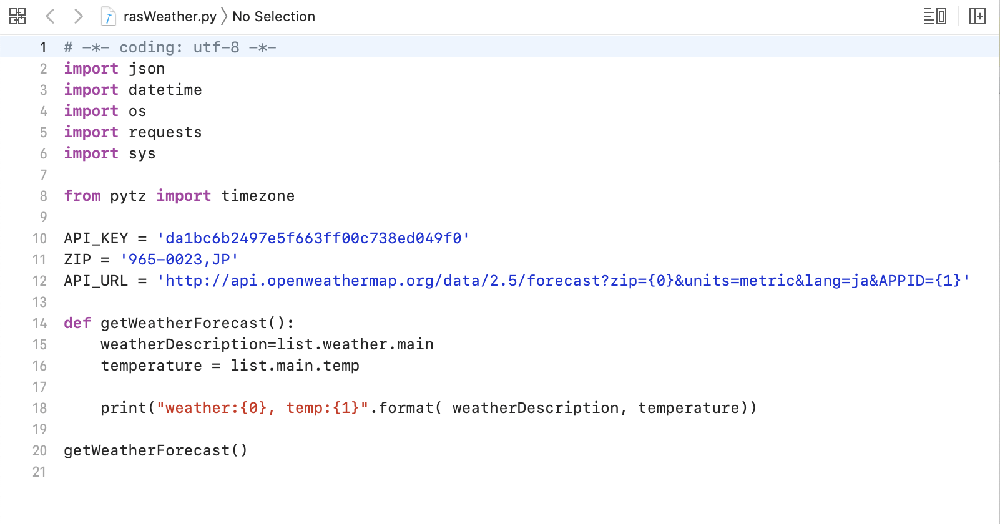 rasWeather.py 〉 No Selection
1 # -*- coding: utf-8 -*-
2 import json
3 import datetime
4 import os
5 import requests
6 import sys
7
8 from pytz import timezone
9
10 API_KEY = 'da1bc6b2497e5f663ff00c738ed049f0'
11 ZIP = '965-0023,JP'
12 API_URL = 'http://api.openweathermap.org/data/2.5/forecast?zip={0}&units=metric&lang=ja&APPID={1}'
13
14 def getWeatherForecast():
15     weatherDescription=list.weather.main
16     temperature = list.main.temp
17
18     print("weather:{0}, temp:{1}".format( weatherDescription, temperature))
19
20 getWeatherForecast()
21